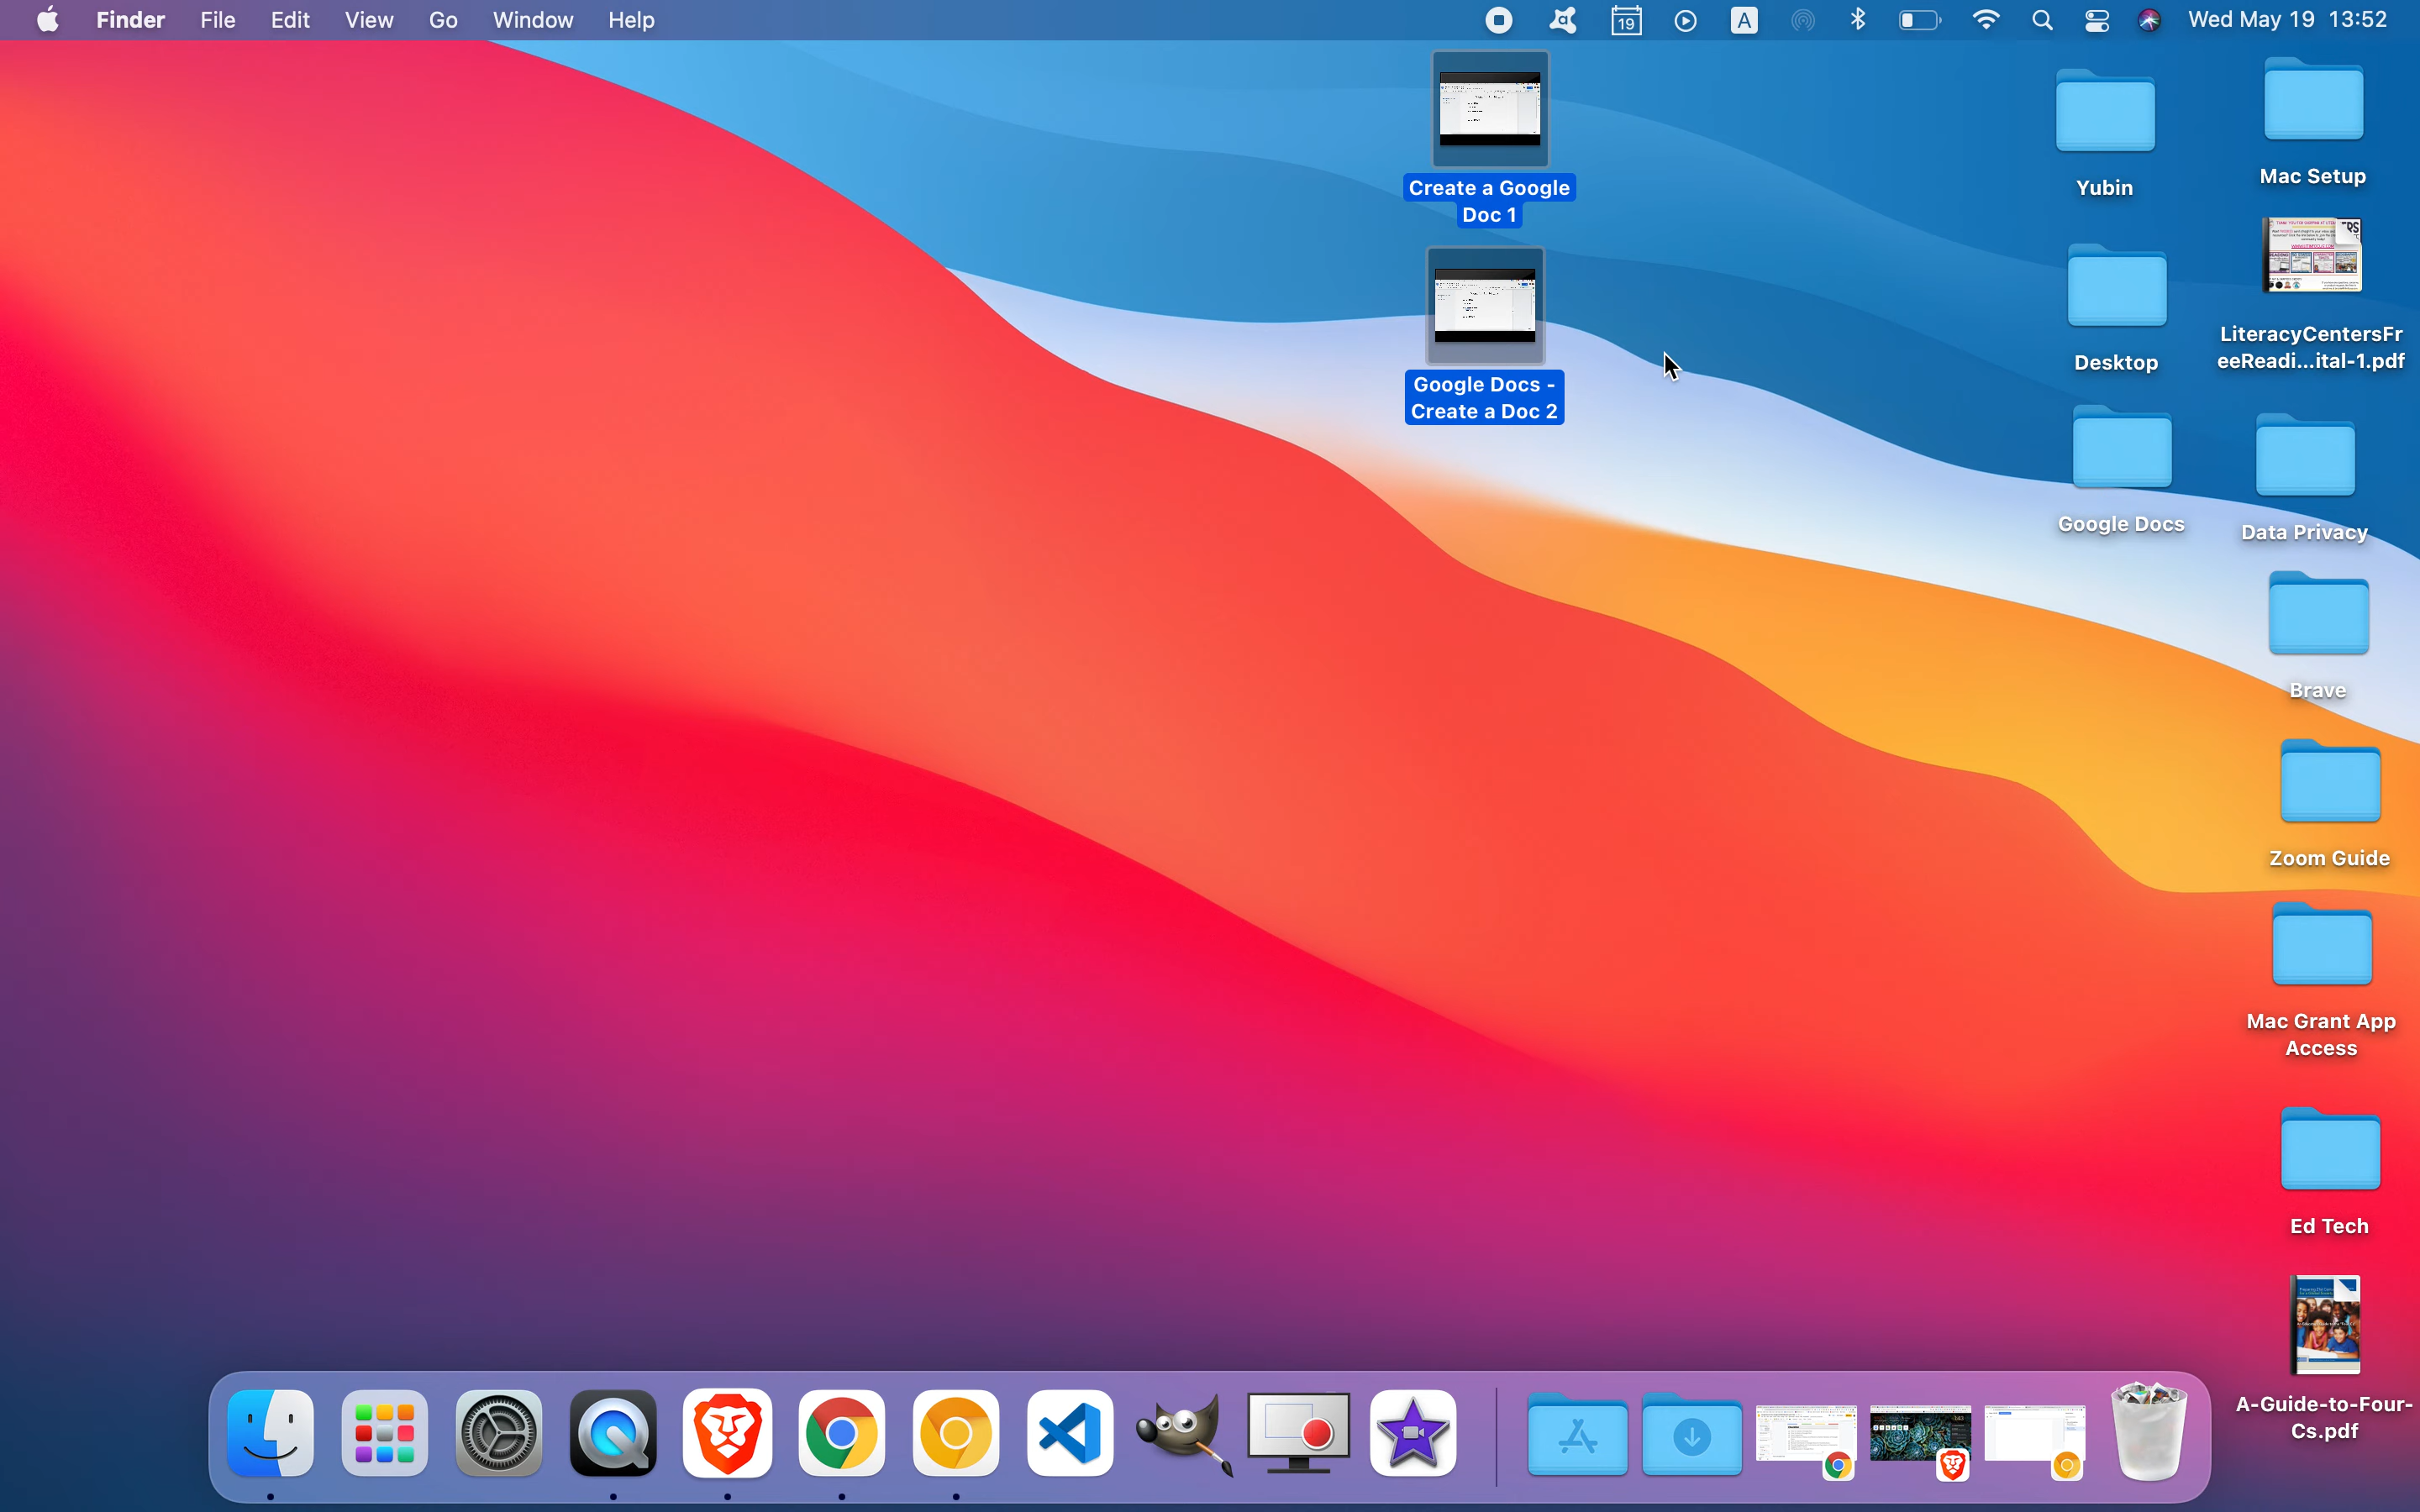 Finder File Edit View Go Window Help
19 A Wed May 19 13:52
Create a Google
Doc 1
Google Docs -
Create a Doc 2
Yubin
Mac Setup
Desktop
LiteracyCentersFr
eeReadi...ital-1.pdf
Google Docs
Data Privacy
Brave
Zoom Guide
Mac Grant App
Access
Ed Tech
A-Guide-to-Four-
Cs.pdf